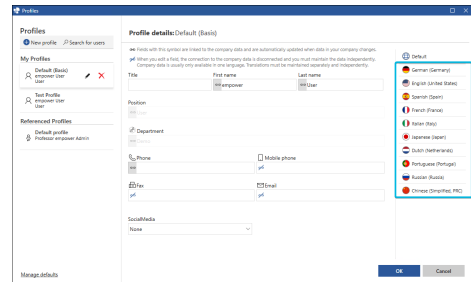 Profiles
Profiles
New profile
Search for users
My Profiles
Default (Basis)
empower User
User
Test Profile
empower User
User
Referenced Profiles
Default profile
Professor empower Admin
Manage defaults
Profile details: Default (Basis)
Fields with this symbol are linked to the company data and are automatically updated when data in your company changes.
When you edit a field, the connection to the company data is disconnected and you must maintain the data independently.
Company data is usually only available in one language. Translations must be maintained separately and independently.
Title
First name
Last name
empower
User
Position
User
Department
Phone
Mobile phone
Fax
Email
SocialMedia
None
Default
German (Germany)
English (United States)
Spanish (Spain)
French (France)
Italian (Italy)
Japanese (Japan)
Dutch (Netherlands)
Portuguese (Portugal)
Russian (Russia)
Chinese (Simplified, PRC)
OK
Cancel